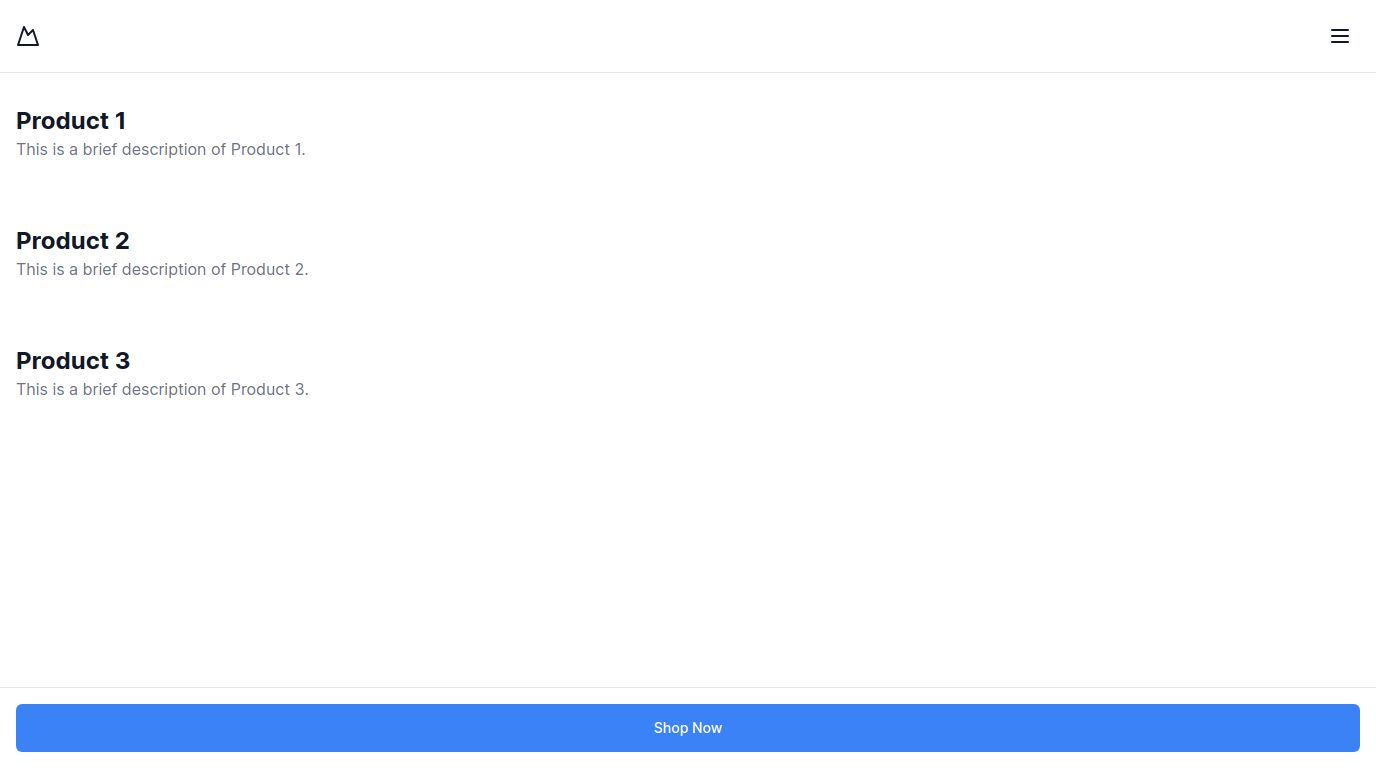 Product 1
This is a brief description of Product 1.
Product 2
This is a brief description of Product 2.
Product 3
This is a brief description of Product 3.
Shop Now